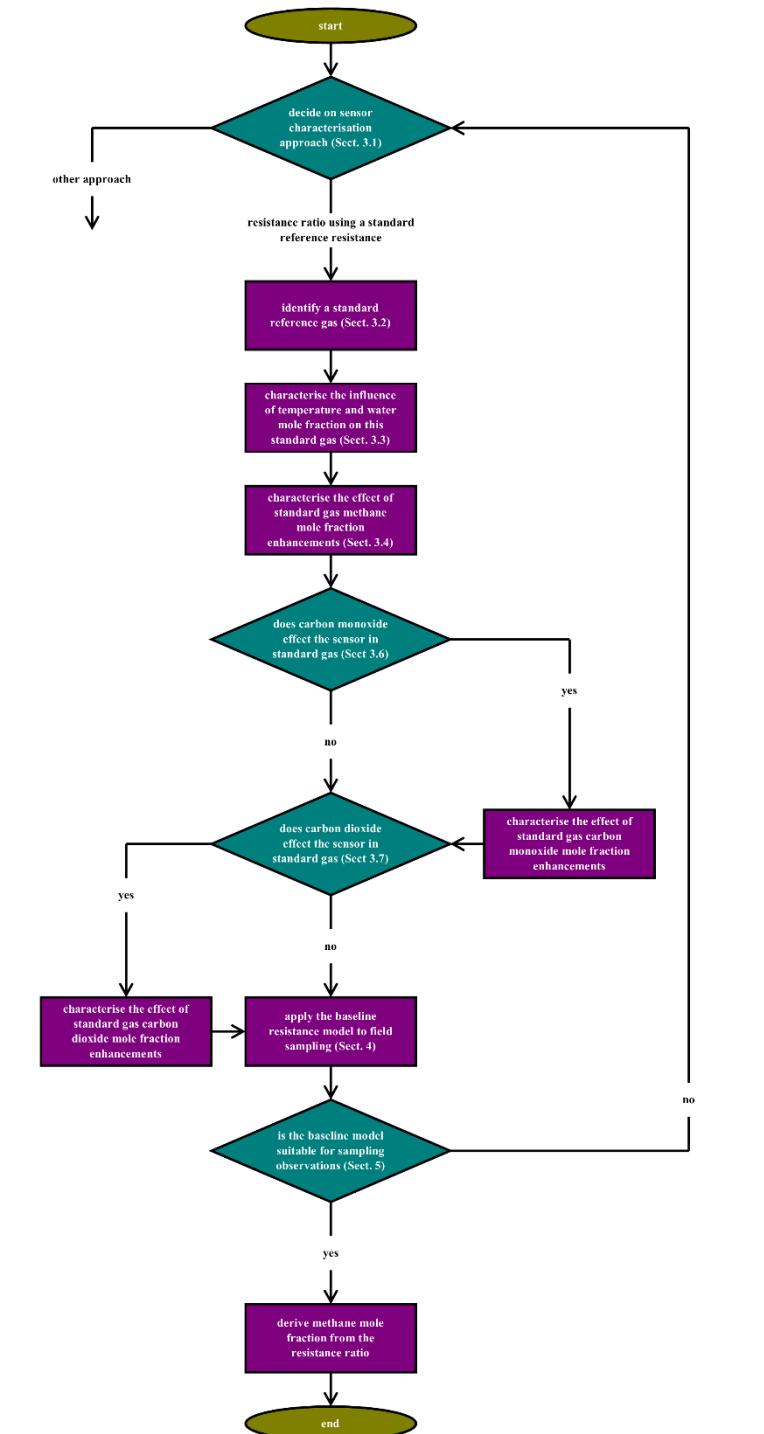 start
decide on sensor
characterisation
approach (Sect. 3.1)
other approach
resistance ratio using a standard
reference resistance
identify a standard
reference gas (Sect. 3.2)
characterise the influence
of temperature and water
mole fraction on this
standard gas (Sect. 3.3)
characterise the effect of
standard gas methane
mole fraction
enhancements (Sect. 3.4)
does carbon monoxide
effect the sensor in
standard gas (Sect 3.6)
yes
no
does carbon dioxide
effect the sensor in
standard gas (Sect 3.7)
characterise the effect of
standard gas carbon
monoxide mole fraction
enhancements
yes
no
characterise the effect of
standard gas carbon
dioxide mole fraction
enhancements
apply the baseline
resistance model to field
sampling (Sect. 4)
no
is the baseline model
suitable for sampling
observations (Sect. 5)
yes
derive methane mole
fraction from the
resistance ratio
end